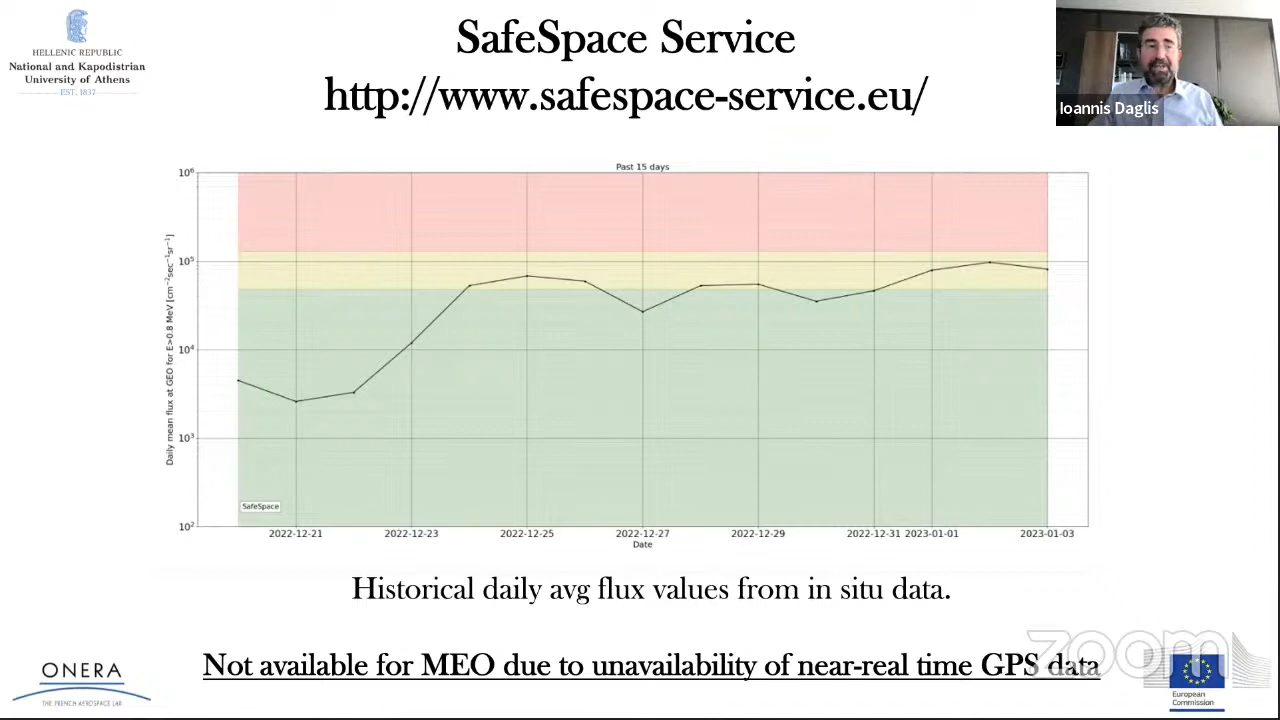 HELLENIC REPUBLIC
National and Kapodistrian
University of Athens
EST. 1837
SafeSpace Service
http://www.safespace-service.eu/
Ioannis Daglis
Past 15 days
10⁶
10⁵
10⁴
10³
10²
Daily mean flux at GEO for E>0.8 MeV [cm⁻²sec⁻¹sr⁻¹]
SafeSpace
2022-12-21 2022-12-23 2022-12-25 2022-12-27 2022-12-29 2022-12-31 2023-01-01 2023-01-03
Date
Historical daily avg flux values from in situ data.
Not available for MEO due to unavailability of near-real time GPS data
zoom
ONERA
THE FRENCH AEROSPACE LAB
European
Commission